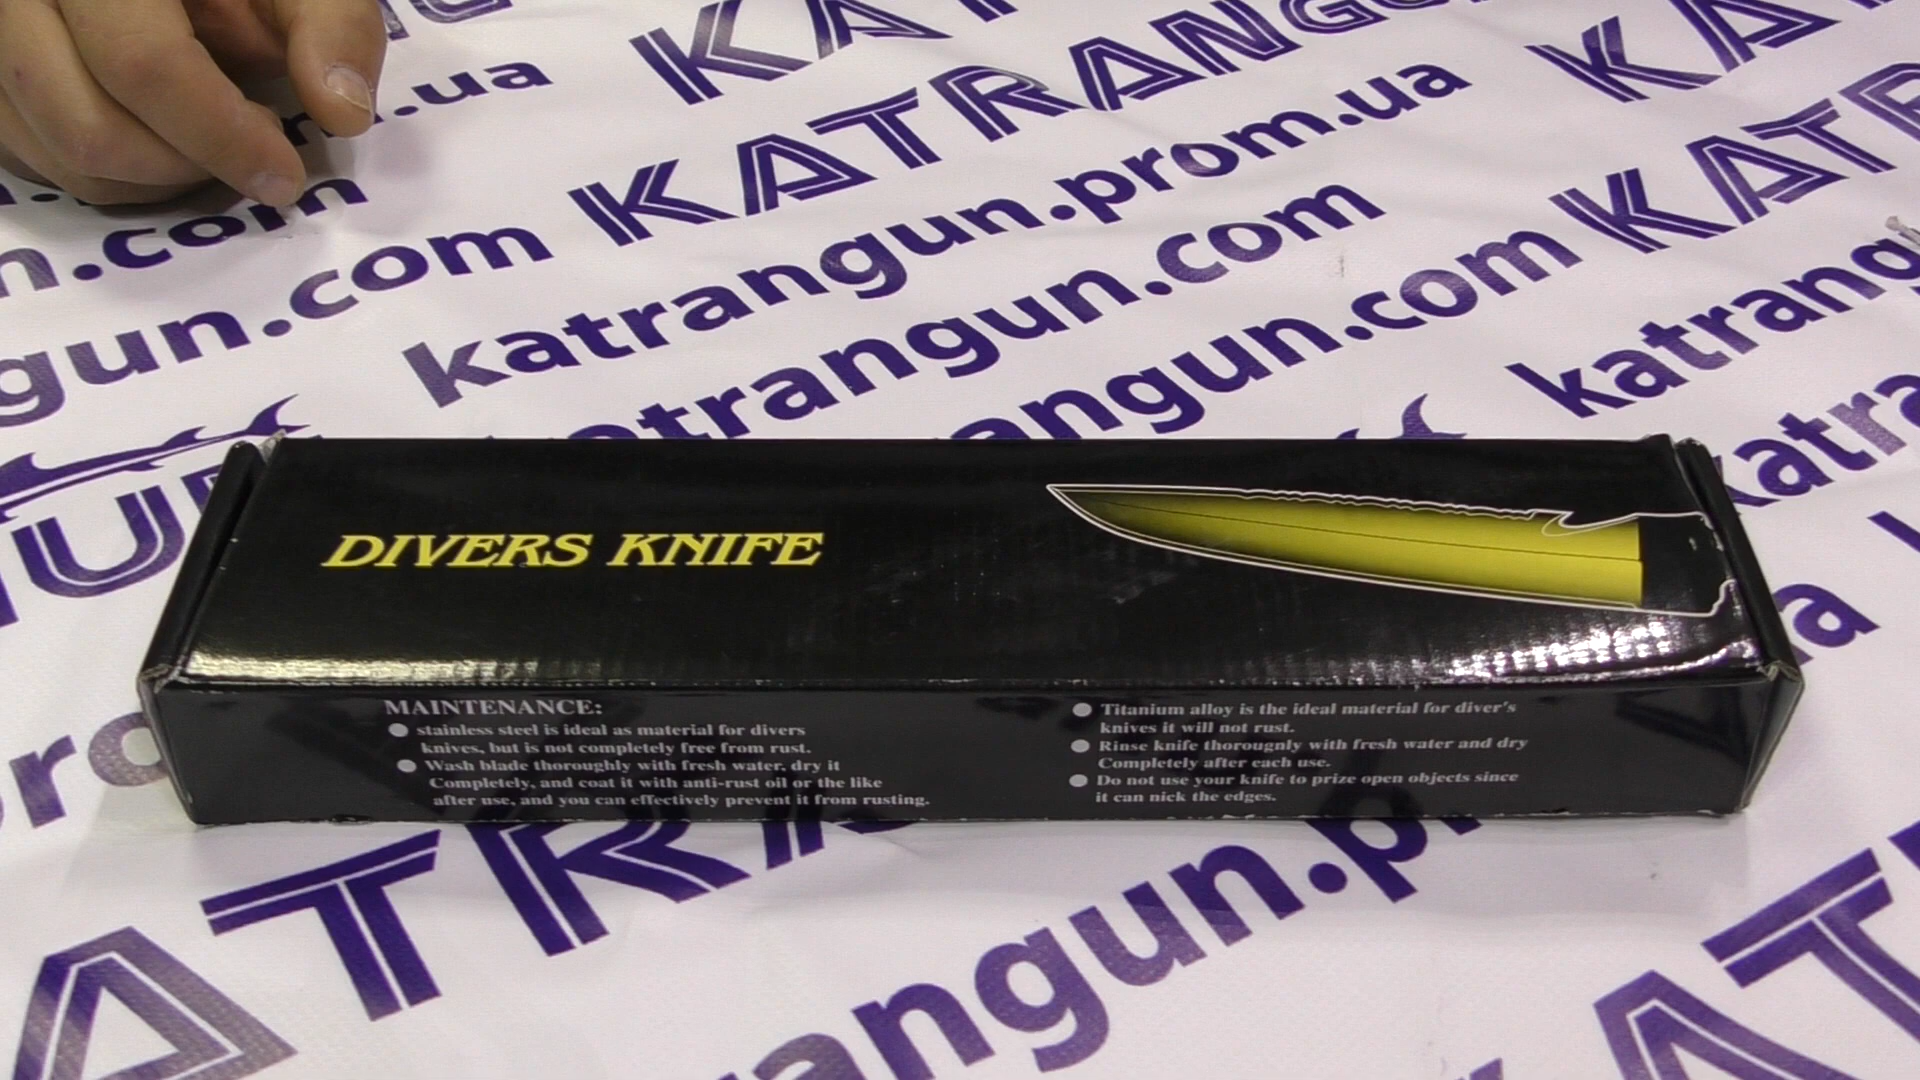 .ua
KATRANGUN
.com
katrangun.prom.ua
gun.com
katrangun.com
DIVERS KNIFE
MAINTENANCE:
stainless steel is ideal as material for divers
knives, but is not completely free from rust.
Wash blade thoroughly with fresh water, dry it
Completely, and coat it with anti-rust oil or the like
after use, and you can effectively prevent it from rusting.
Titanium alloy is the ideal material for diver's
knives it will not rust.
Rinse knife thorougnly with fresh water and dry
Completely after each use.
Do not use your knife to prize open objects since
it can nick the edges.